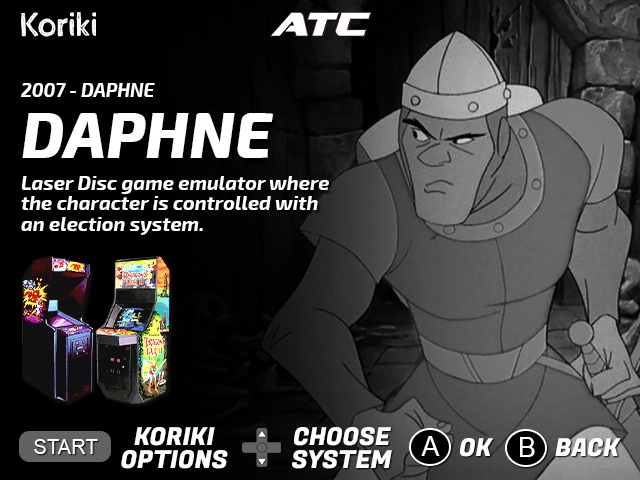 Koriki
ATC
2007 - DAPHNE
DAPHNE
Laser Disc game emulator where
the character is controlled with
an election system.
START
KORIKI
OPTIONS
CHOOSE
SYSTEM
A
OK
B
BACK